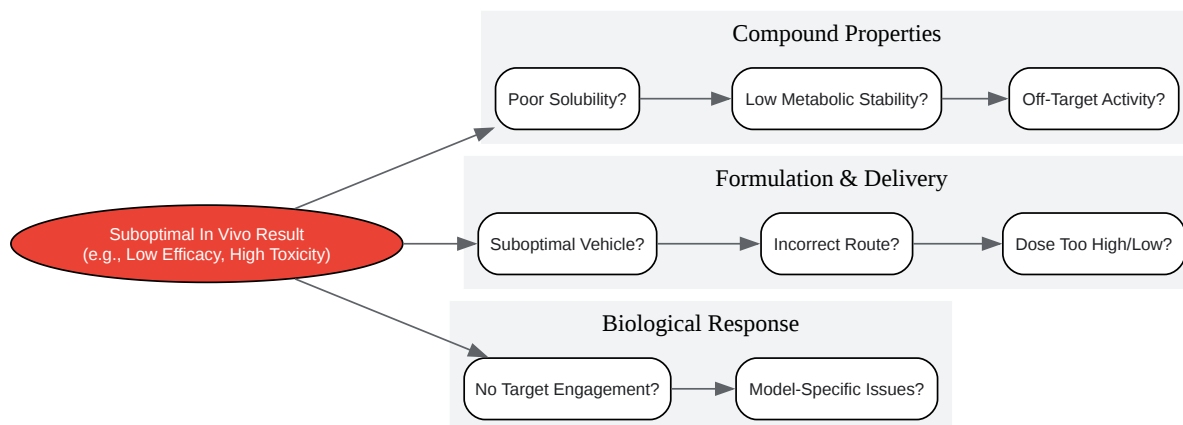 Compound Properties
Poor Solubility?
Low Metabolic Stability?
Off-Target Activity?
Formulation & Delivery
Suboptimal In Vivo Result
(e.g., Low Efficacy, High Toxicity)
Suboptimal Vehicle?
Incorrect Route?
Dose Too High/Low?
Biological Response
No Target Engagement?
Model-Specific Issues?